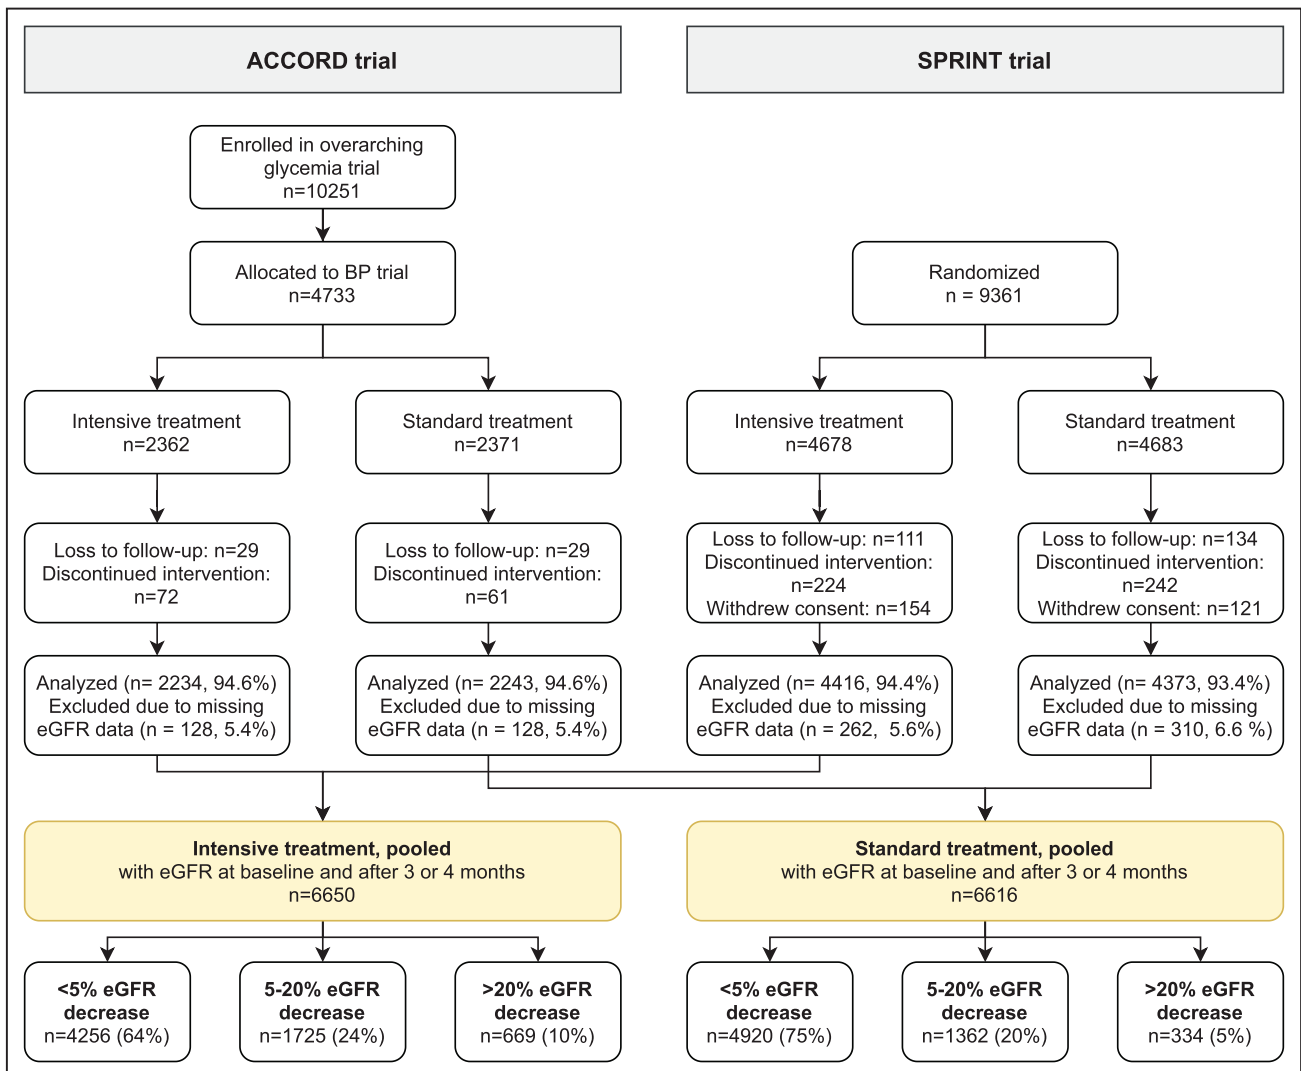 ACCORD trial
SPRINT trial
Enrolled in overarching
glycemia trial
n=10251
Allocated to BP trial
n=4733
Randomized
n = 9361
Intensive treatment
n=2362
Standard treatment
n=2371
Intensive treatment
n=4678
Standard treatment
n=4683
Loss to follow-up: n=29
Discontinued intervention:
n=72
Loss to follow-up: n=29
Discontinued intervention:
n=61
Loss to follow-up: n=111
Discontinued intervention:
n=224
Withdrew consent: n=154
Loss to follow-up: n=134
Discontinued intervention:
n=242
Withdrew consent: n=121
Analyzed (n= 2234, 94.6%)
Excluded due to missing
eGFR data (n = 128, 5.4%)
Analyzed (n= 2243, 94.6%)
Excluded due to missing
eGFR data (n = 128, 5.4%)
Analyzed (n= 4416, 94.4%)
Excluded due to missing
eGFR data (n = 262, 5.6%)
Analyzed (n= 4373, 93.4%)
Excluded due to missing
eGFR data (n = 310, 6.6 %)
Intensive treatment, pooled
with eGFR at baseline and after 3 or 4 months
n=6650
Standard treatment, pooled
with eGFR at baseline and after 3 or 4 months
n=6616
<5% eGFR
decrease
n=4256 (64%)
5-20% eGFR
decrease
n=1725 (24%)
>20% eGFR
decrease
n=669 (10%)
<5% eGFR
decrease
n=4920 (75%)
5-20% eGFR
decrease
n=1362 (20%)
>20% eGFR
decrease
n=334 (5%)